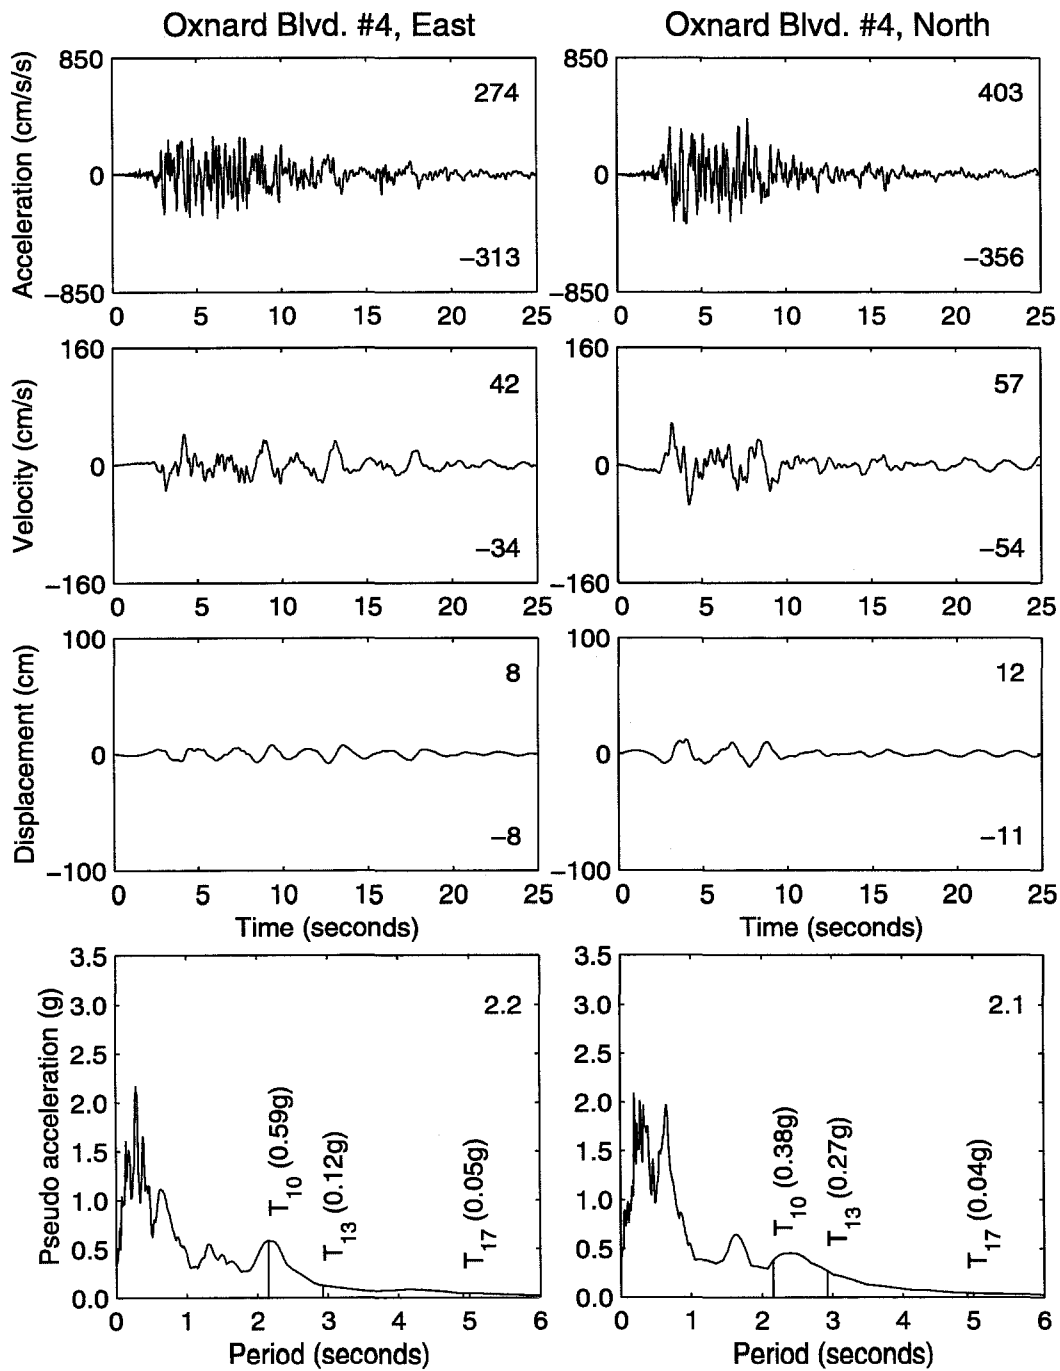 Oxnard Blvd. #4, East
Oxnard Blvd. #4, North
Acceleration (cm/s/s)
850
0
−850
274
−313
0 5 10 15 20 25
850
0
−850
403
−356
0 5 10 15 20 25
Velocity (cm/s)
160
0
−160
42
−34
0 5 10 15 20 25
160
0
−160
57
−54
0 5 10 15 20 25
Displacement (cm)
100
0
−100
8
−8
0 5 10 15 20 25
Time (seconds)
100
0
−100
12
−11
0 5 10 15 20 25
Time (seconds)
Pseudo acceleration (g)
3.5
3.0
2.5
2.0
1.5
1.0
0.5
0.0
2.2
T10 (0.59g)
T13 (0.12g)
T17 (0.05g)
0 1 2 3 4 5 6
Period (seconds)
3.5
3.0
2.5
2.0
1.5
1.0
0.5
0.0
2.1
T10 (0.38g)
T13 (0.27g)
T17 (0.04g)
0 1 2 3 4 5 6
Period (seconds)